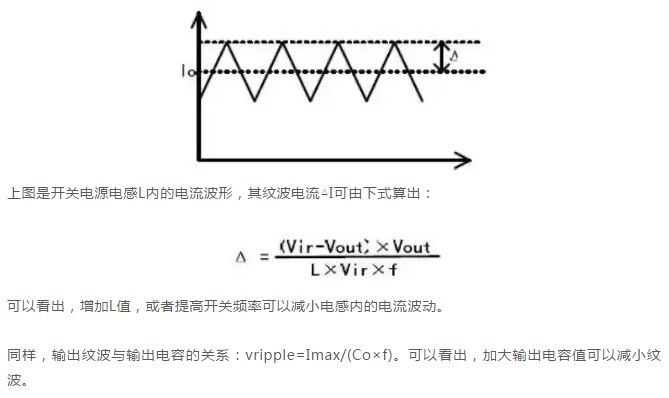 Io
Δ
上图是开关电源电感L内的电流波形，其纹波电流△I可由下式算出：
Δ = (Vir-Vout)×Vout
L×Vir×f
可以看出，增加L值，或者提高开关频率可以减小电感内的电流波动。
同样，输出纹波与输出电容的关系：vripple=Imax/(Co×f)。可以看出，加大输出电容值可以减小纹
波。